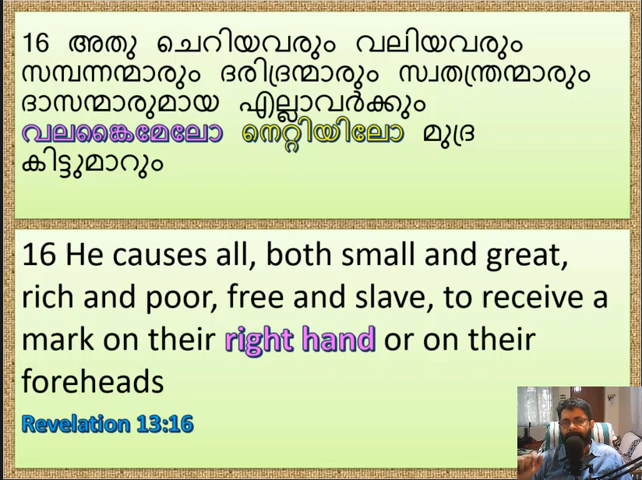 16 അതു ചെറിയവരും വലിയവരും
സമ്പന്നന്മാരും ദരിദ്രന്മാരും സ്വതന്ത്രന്മാരും
ദാസന്മാരുമായ എല്ലാവർക്കും
വലങ്കൈമേലോ നെറ്റിയിലോ മുദ്ര
കിട്ടുമാറും
16 He causes all, both small and great,
rich and poor, free and slave, to receive a
mark on their right hand or on their
foreheads
Revelation 13:16